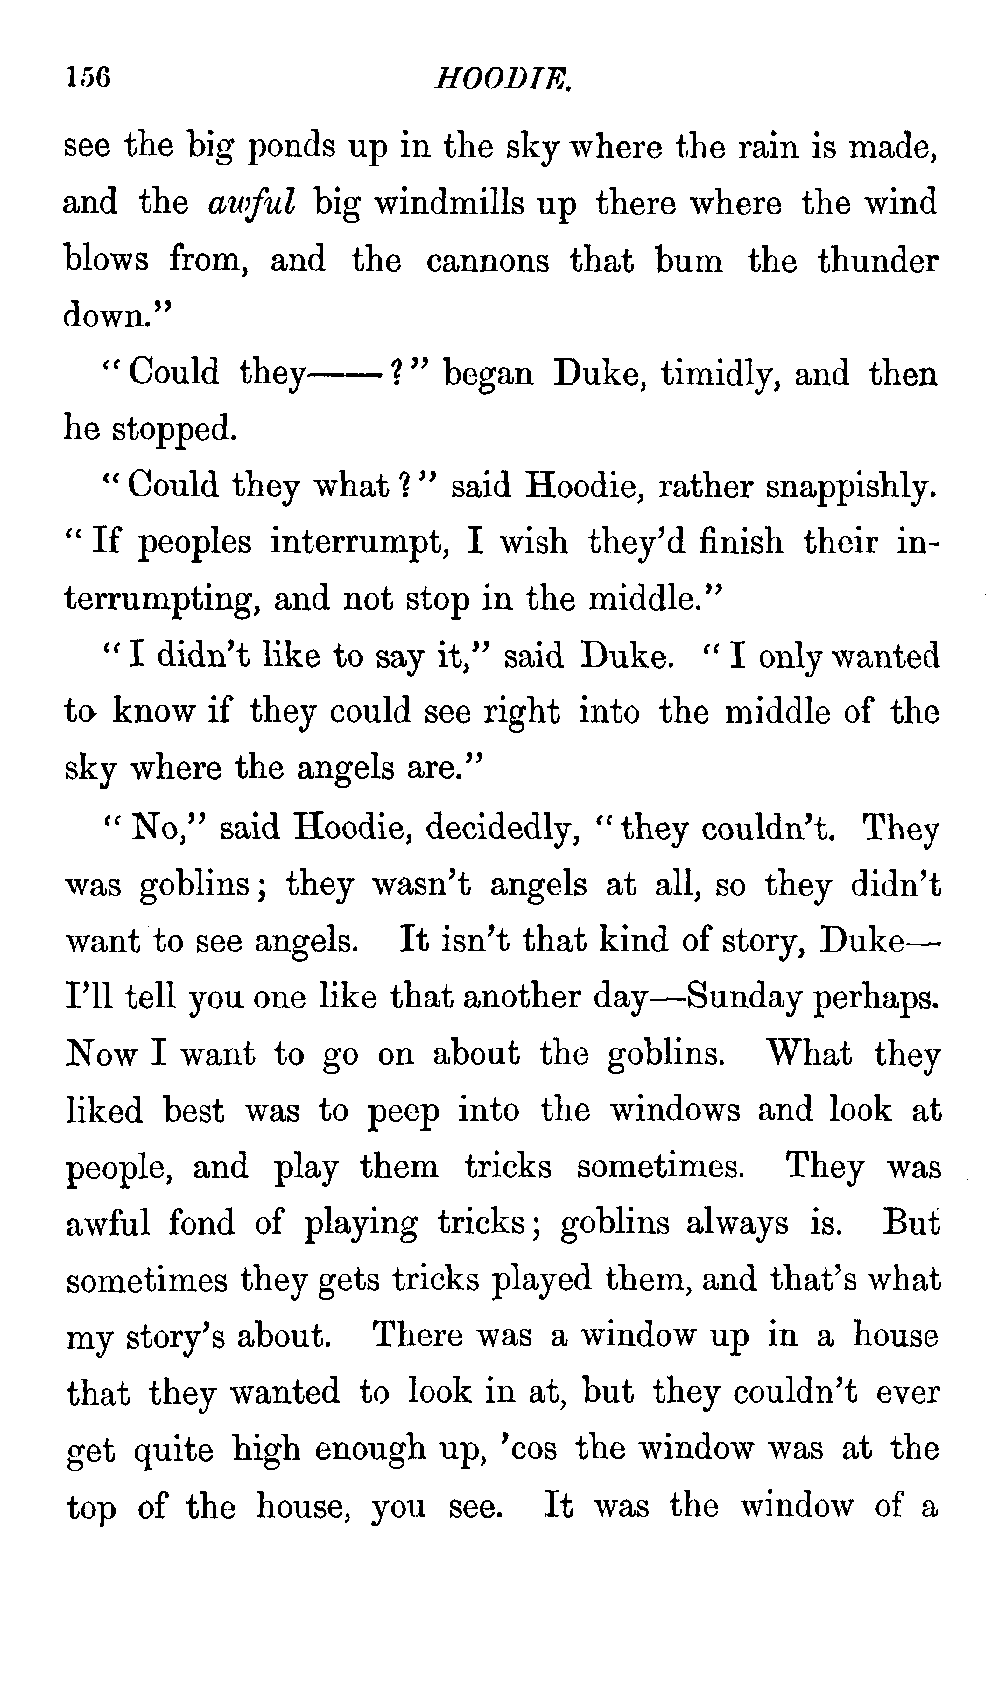 156 HOODIE.
see the big ponds up in the sky where the rain is made,
and the awful big windmills up there where the wind
blows from, and the cannons that bum the thunder
down."
"Could they——?" began Duke, timidly, and then
he stopped.
"Could they what?" said Hoodie, rather snappishly.
"If peoples interrumpt, I wish they'd finish their in-
terrumpting, and not stop in the middle."
"I didn't like to say it," said Duke. "I only wanted
to know if they could see right into the middle of the
sky where the angels are."
"No," said Hoodie, decidedly, "they couldn't. They
was goblins; they wasn't angels at all, so they didn't
want to see angels. It isn't that kind of story, Duke—
I'll tell you one like that another day—Sunday perhaps.
Now I want to go on about the goblins. What they
liked best was to peep into the windows and look at
people, and play them tricks sometimes. They was
awful fond of playing tricks; goblins always is. But
sometimes they gets tricks played them, and that's what
my story's about. There was a window up in a house
that they wanted to look in at, but they couldn't ever
get quite high enough up, 'cos the window was at the
top of the house, you see. It was the window of a